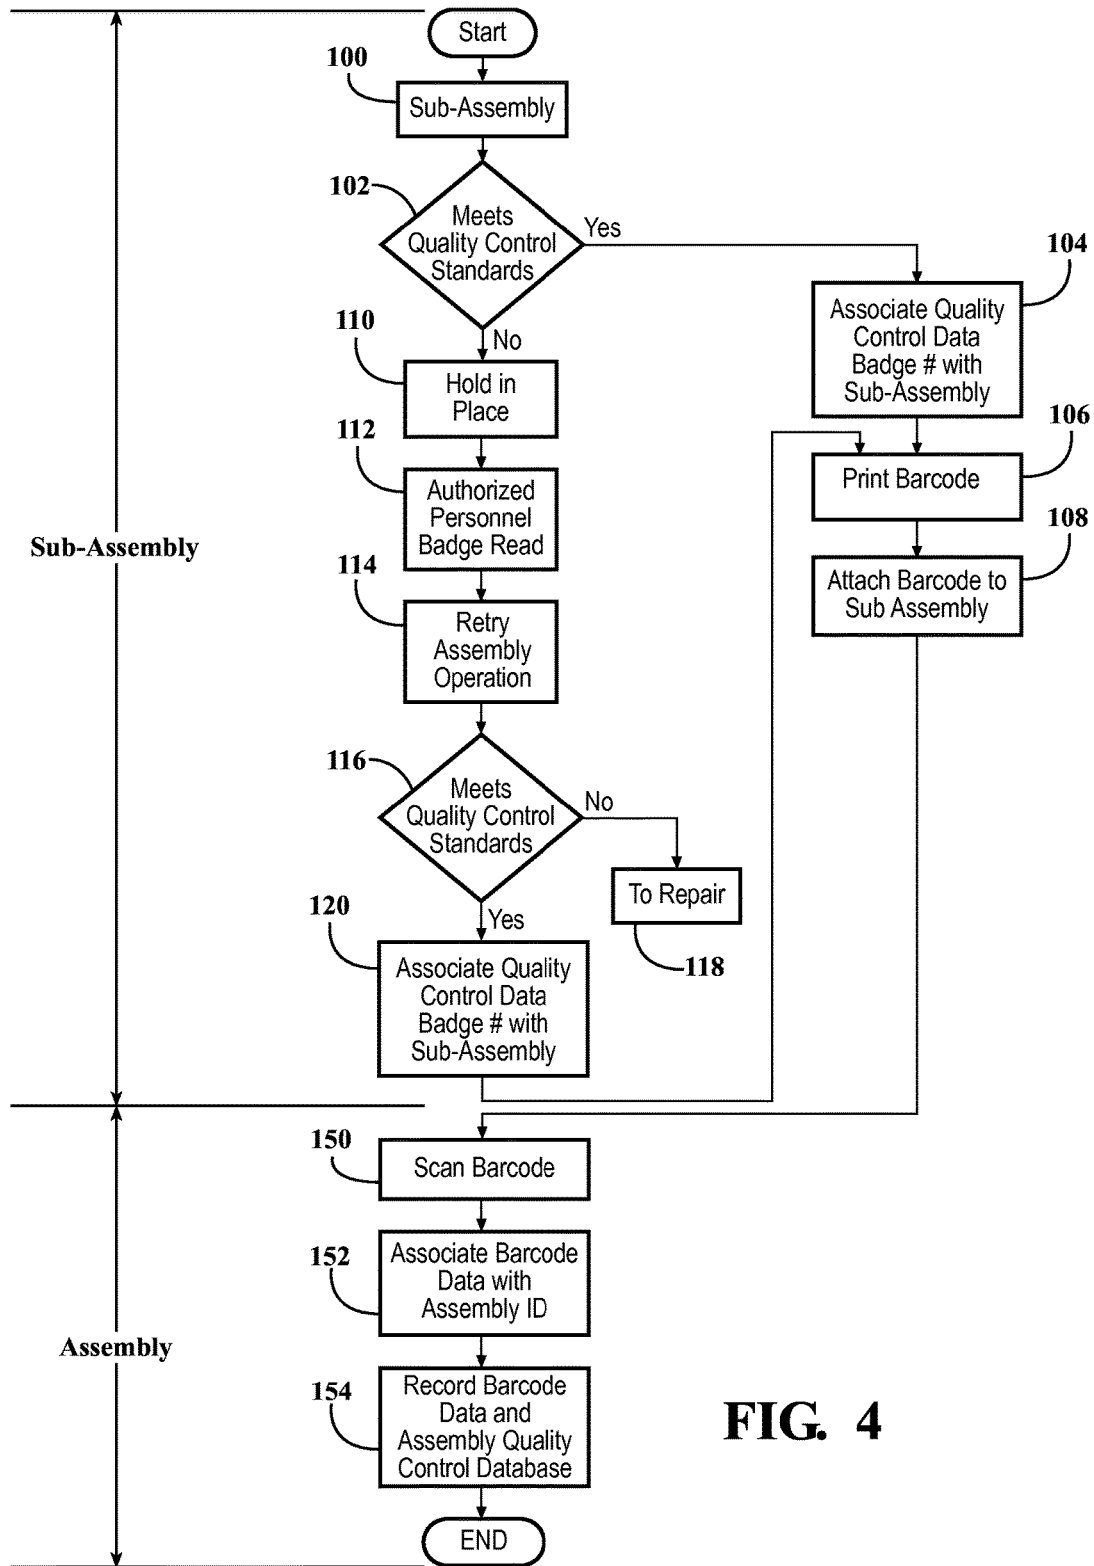 Start
100
Sub-Assembly
102
Meets
Quality Control
Standards
Yes
No
104
Associate Quality
Control Data
Badge # with
Sub-Assembly
110
Hold in
Place
106
Print Barcode
112
Authorized
Personnel
Badge Read
108
Attach Barcode to
Sub Assembly
Sub-Assembly
114
Retry
Assembly
Operation
116
Meets
Quality Control
Standards
No
To Repair
118
Yes
120
Associate Quality
Control Data
Badge # with
Sub-Assembly
150
Scan Barcode
152
Associate Barcode
Data with
Assembly ID
Assembly
154
Record Barcode
Data and
Assembly Quality
Control Database
FIG. 4
END